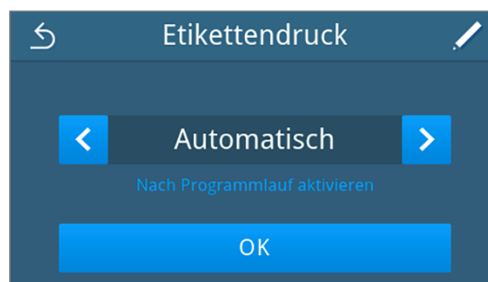 Etikettendruck
Automatisch
Nach Programmlauf aktivieren
OK